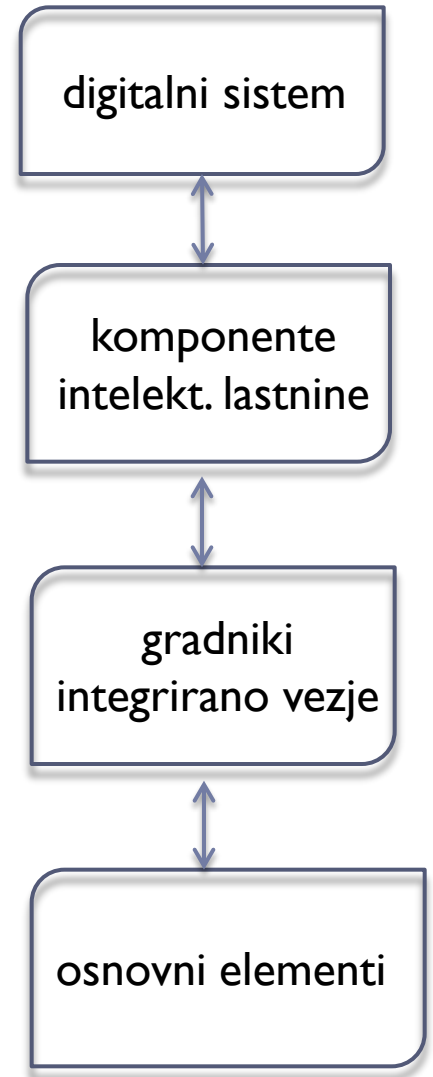 digitalni sistem
komponente
intelekt. lastnine
gradniki
integrirano vezje
osnovni elementi